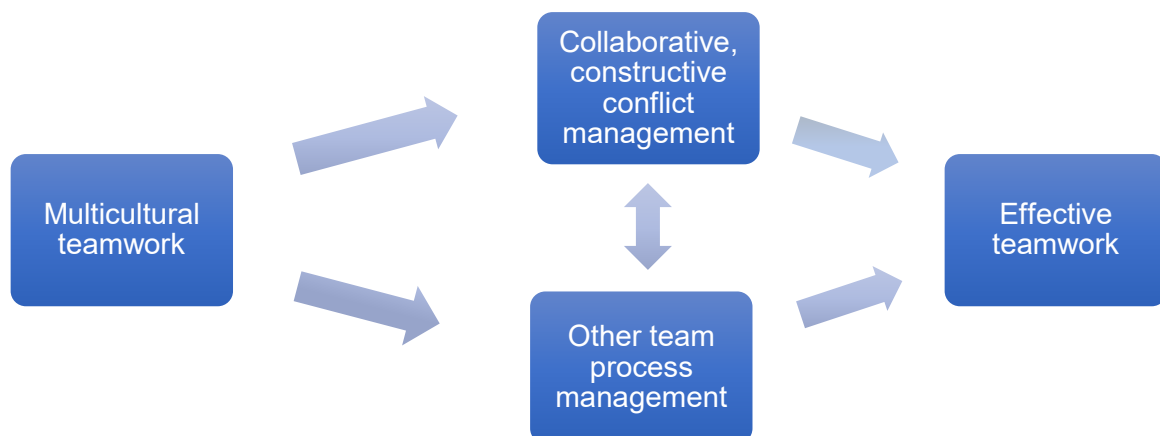 Collaborative,
constructive
conflict
management
Multicultural
teamwork
Effective
teamwork
Other team
process
management